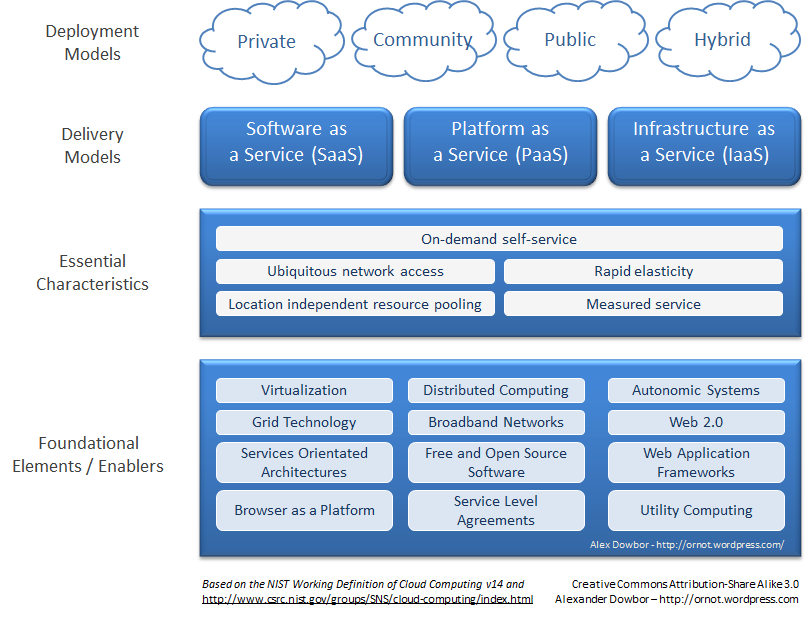 Deployment
Models
Private
Community
Public
Hybrid
Delivery
Models
Software as
a Service (SaaS)
Platform as
a Service (PaaS)
Infrastructure as
a Service (IaaS)
Essential
Characteristics
On-demand self-service
Ubiquitous network access
Rapid elasticity
Location independent resource pooling
Measured service
Foundational
Elements / Enablers
Virtualization
Distributed Computing
Autonomic Systems
Grid Technology
Broadband Networks
Web 2.0
Services Orientated
Architectures
Free and Open Source
Software
Web Application
Frameworks
Browser as a Platform
Service Level
Agreements
Utility Computing
Alex Dowbor - http://ornot.wordpress.com/
Based on the NIST Working Definition of Cloud Computing v14 and
http://www.csrc.nist.gov/groups/SNS/cloud-computing/index.html
Creative Commons Attribution-Share Alike 3.0
Alexander Dowbor – http://ornot.wordpress.com